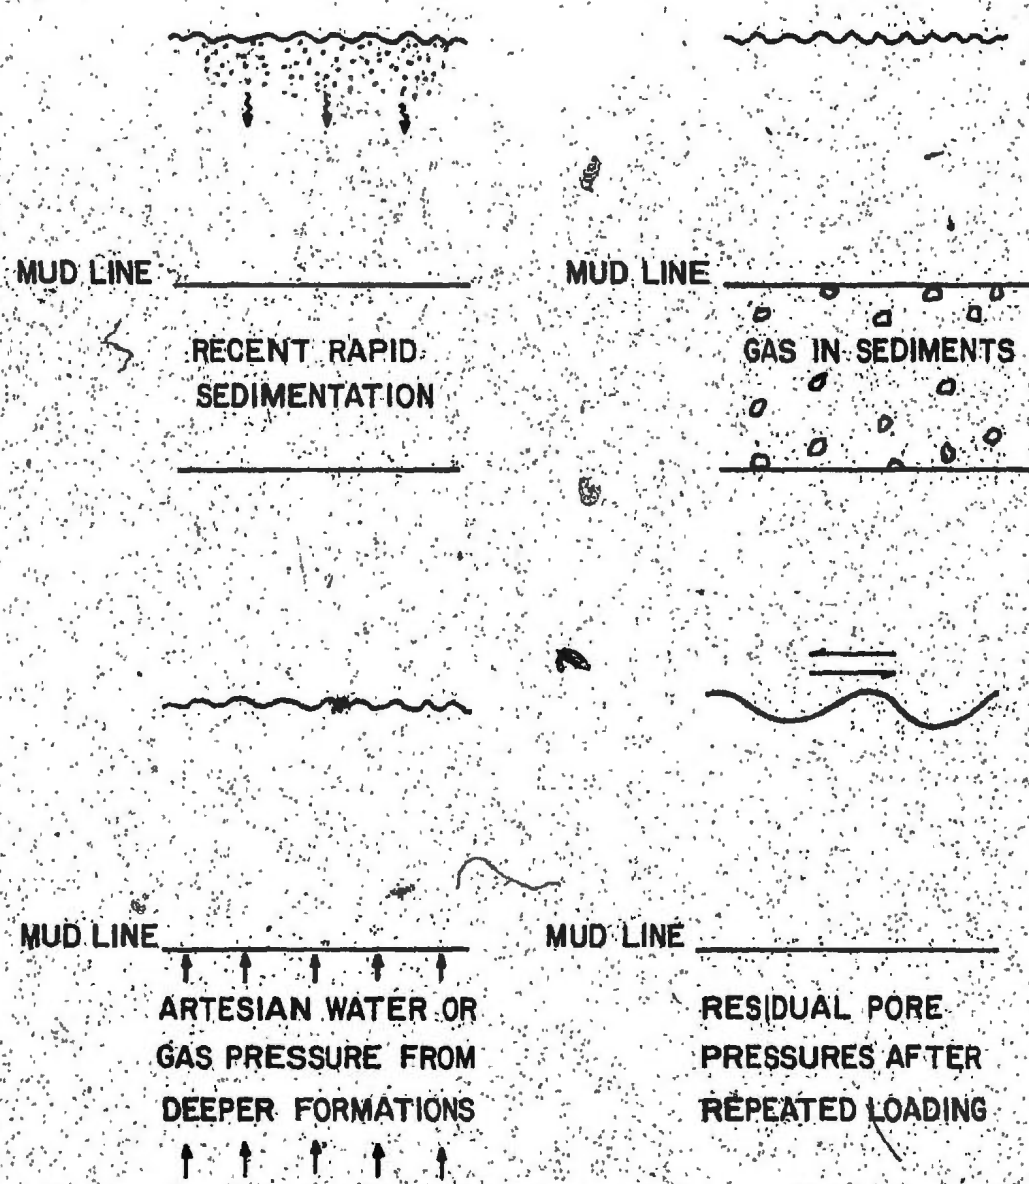 MUD LINE
RECENT RAPID
SEDIMENTATION
MUD LINE
GAS IN SEDIMENTS
MUD LINE
ARTESIAN WATER OR
GAS PRESSURE FROM
DEEPER FORMATIONS
MUD LINE
RESIDUAL PORE
PRESSURES AFTER
REPEATED LOADING